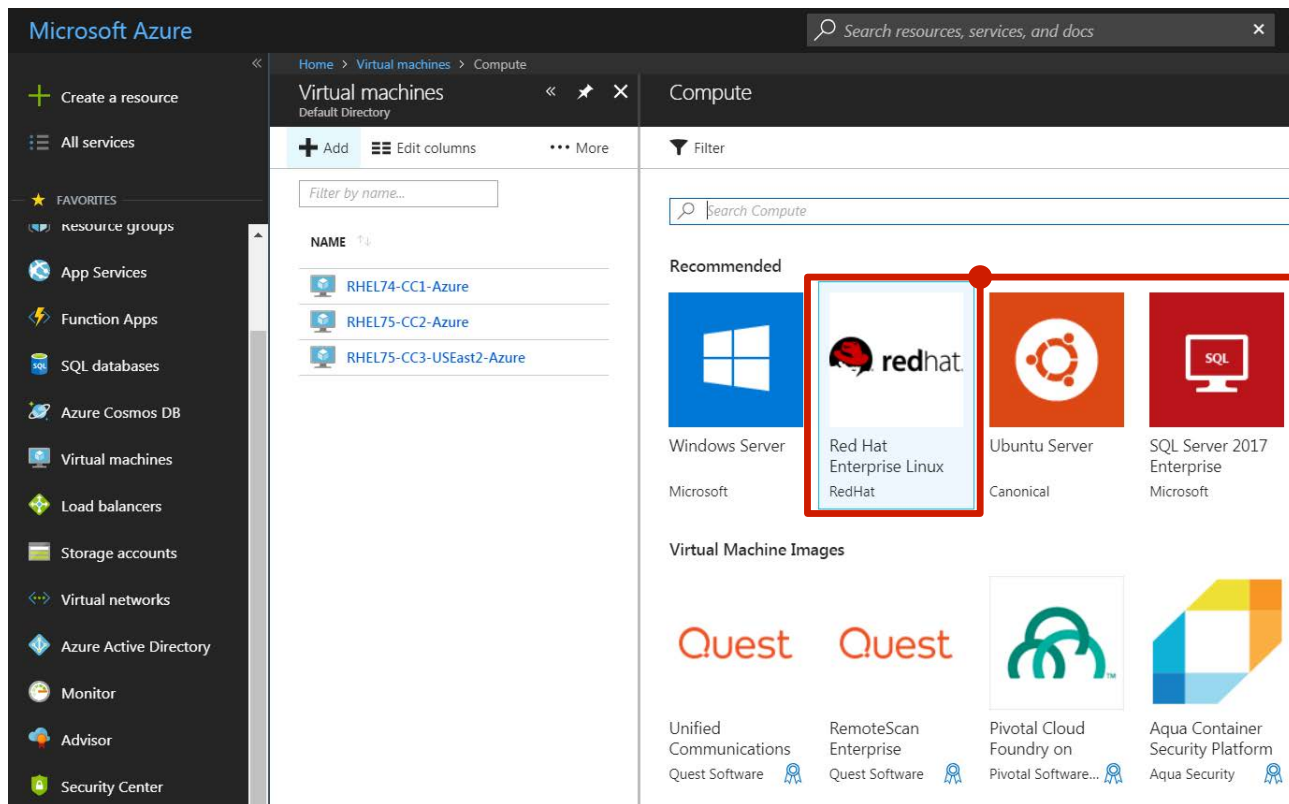 Microsoft Azure
Search resources, services, and docs
Create a resource
All services
FAVORITES
Resource groups
App Services
Function Apps
SQL databases
Azure Cosmos DB
Virtual machines
Load balancers
Storage accounts
Virtual networks
Azure Active Directory
Monitor
Advisor
Security Center
Home > Virtual machines > Compute
Virtual machines
Default Directory
Add
Edit columns
More
Filter by name...
NAME
RHEL74-CC1-Azure
RHEL75-CC2-Azure
RHEL75-CC3-USEast2-Azure
Compute
Filter
Search Compute
Recommended
redhat.
SQL
Windows Server
Microsoft
Red Hat
Enterprise Linux
RedHat
Ubuntu Server
Canonical
SQL Server 2017
Enterprise
Microsoft
Virtual Machine Images
Quest
Quest
Unified
Communications
Quest Software
RemoteScan
Enterprise
Quest Software
Pivotal Cloud
Foundry on
Pivotal Software...
Aqua Container
Security Platform
Aqua Security